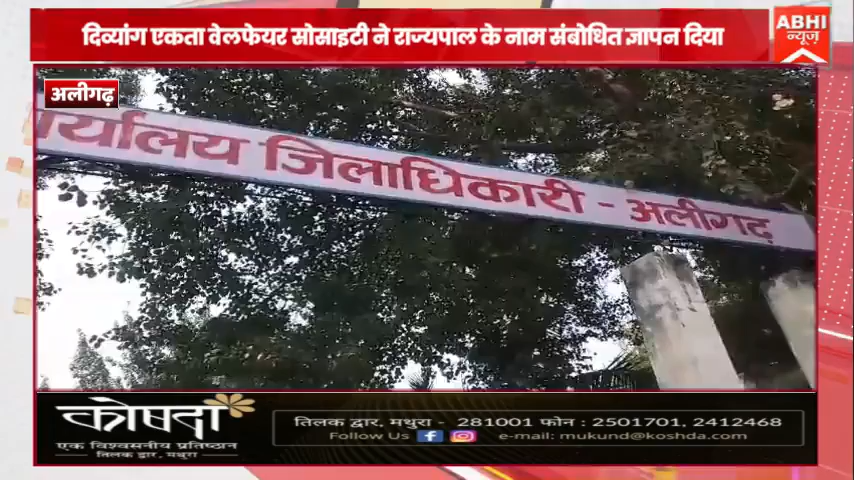 दिव्यांग एकता वेलफेयर सोसाइटी ने राज्यपाल के नाम संबोधित ज्ञापन दिया
ABHI
न्यूज़
अलीगढ़
र्यालय जिलाधिकारी - अलीगढ़
कोषदा
एक विश्वसनीय प्रतिष्ठान
तिलक द्वार, मथुरा
तिलक द्वार, मथुरा - 281001 फोन : 2501701, 2412468
Follow Us e-mail: mukund@koshda.com